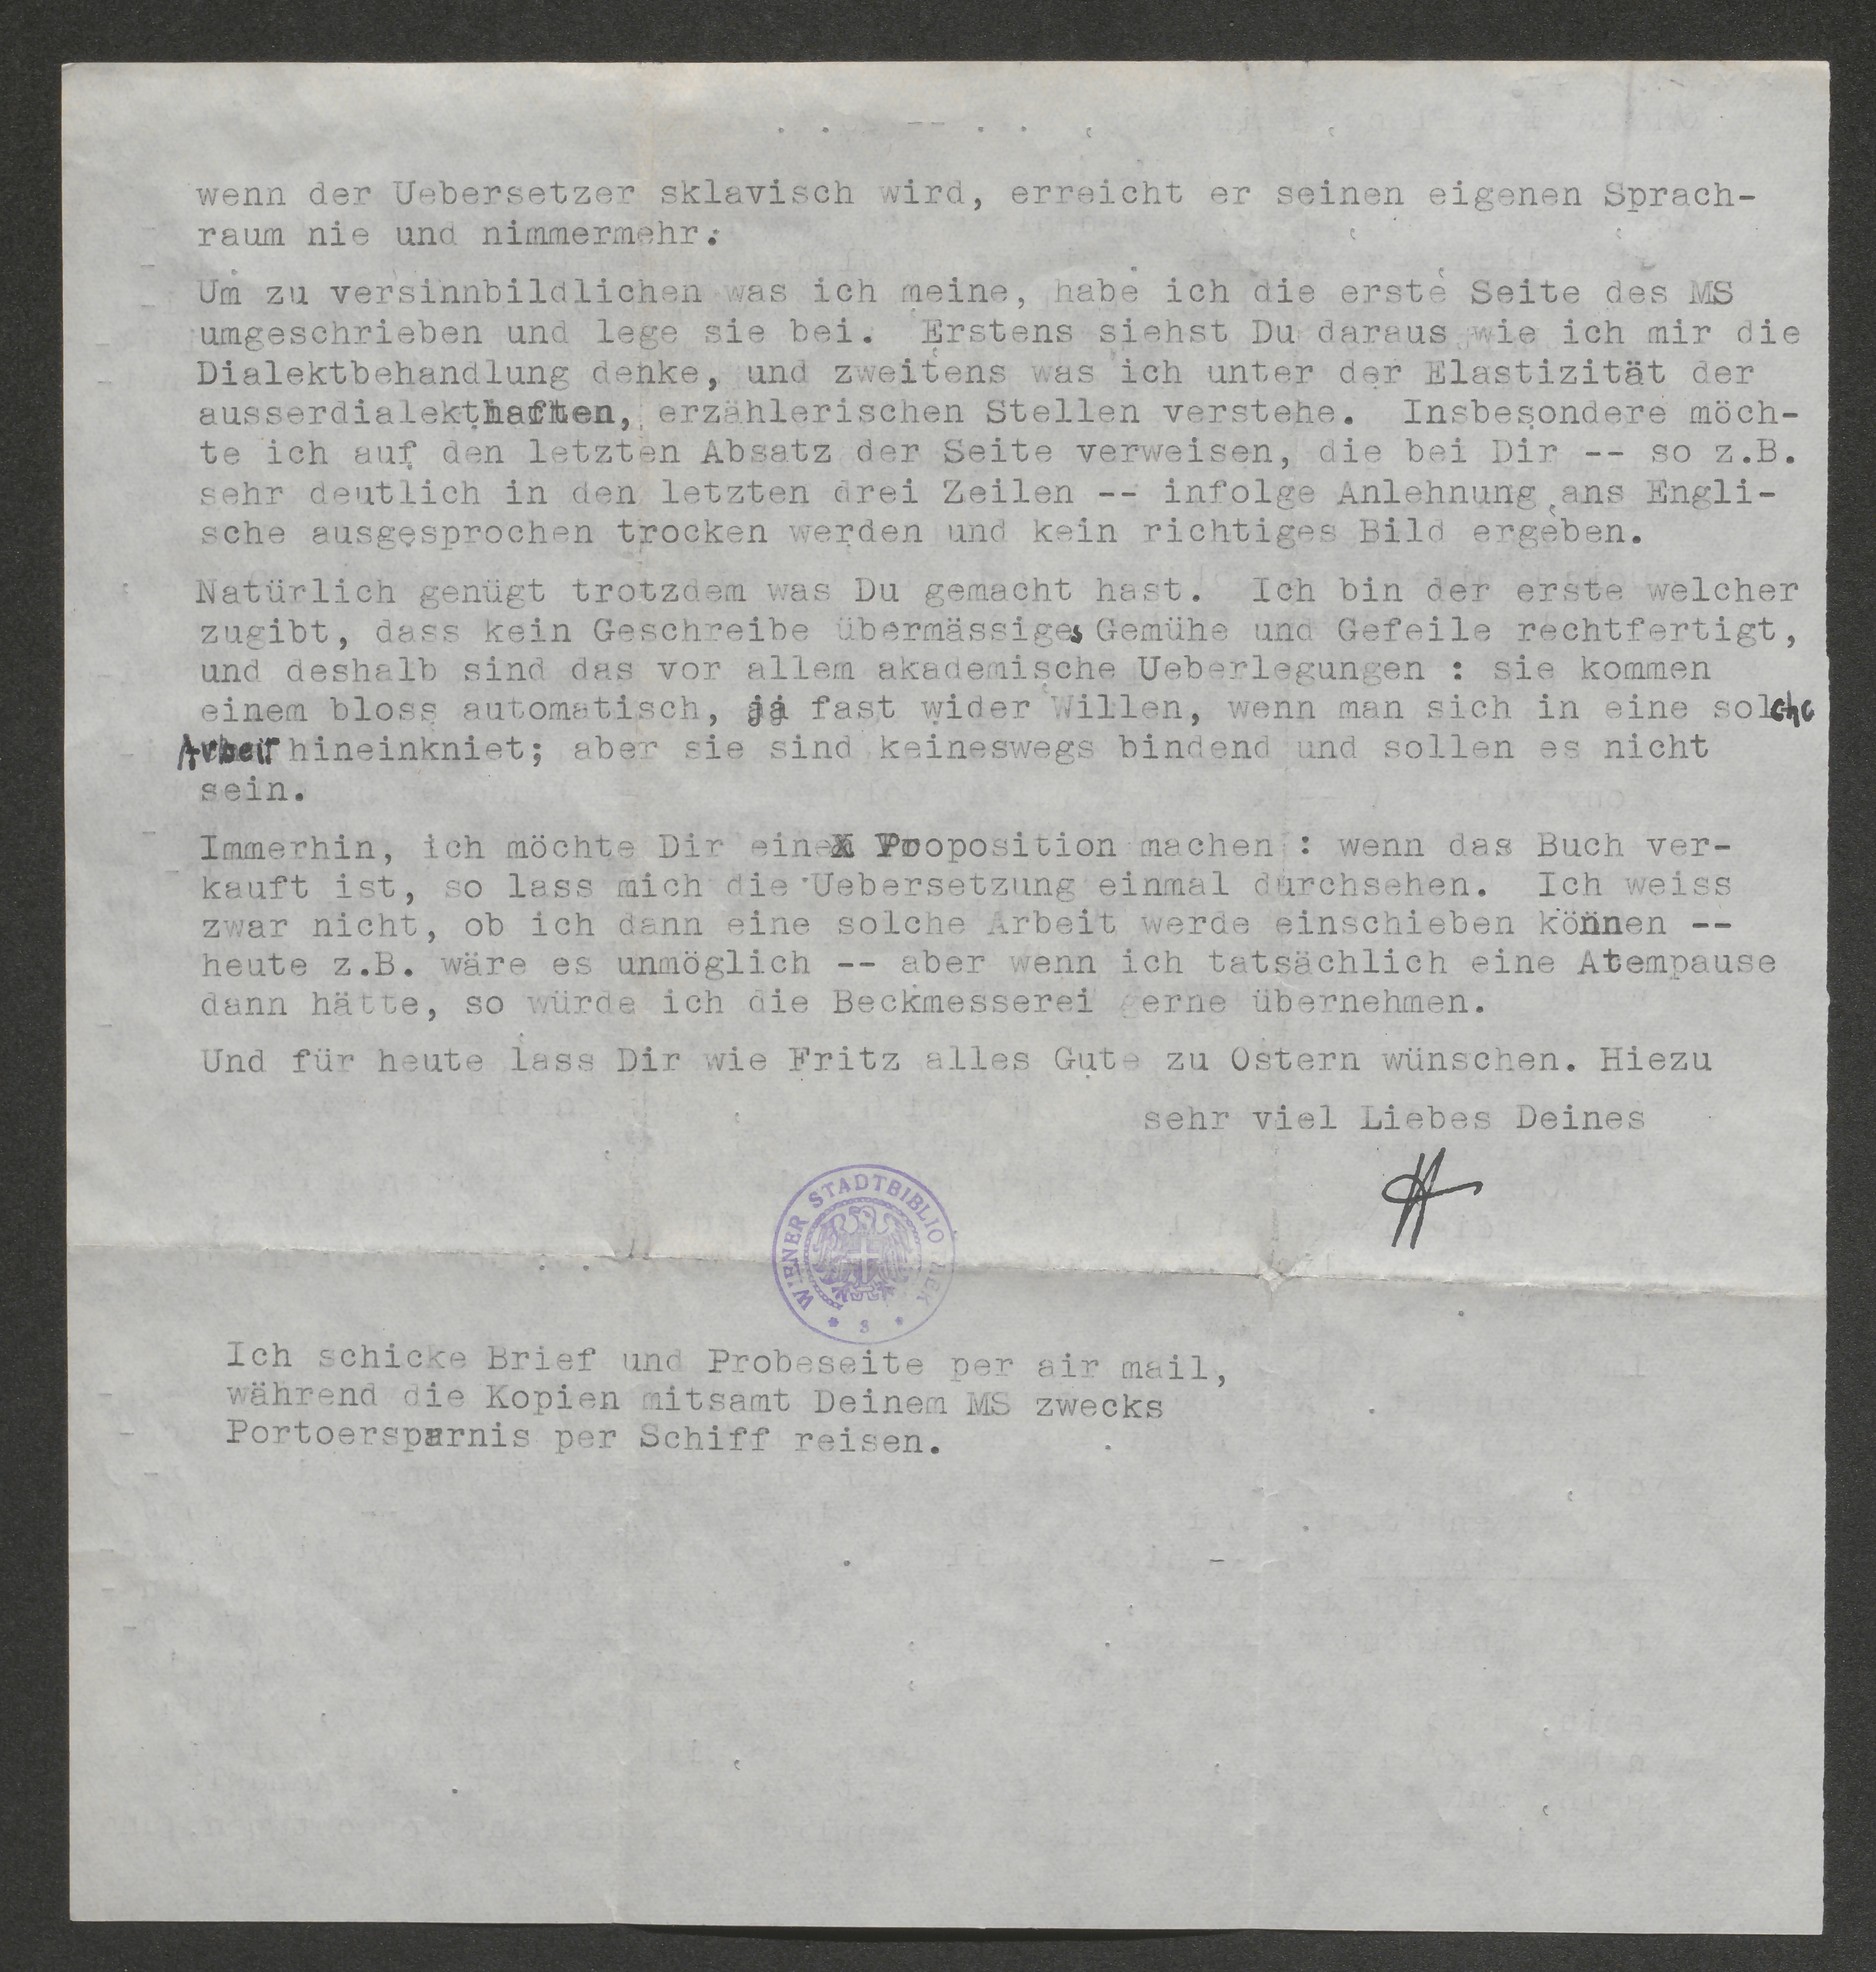 wenn der Uebersetzer sklavisch wird, erreicht er seinen eigenen Sprach-
raum nie und nimmermehr.
Um zu versinnbildlichen was ich meine, habe ich die erste Seite des MS
umgeschrieben und lege sie bei. Erstens siehst Du daraus wie ich mir die
Dialektbehandlung denke, und zweitens was ich unter der Elastizität der
ausserdialekthaften, erzählerischen Stellen verstehe. Insbesondere möch-
te ich auf den letzten Absatz der Seite verweisen, die bei Dir -- so z.B.
sehr deutlich in den letzten drei Zeilen -- infolge Anlehnung ans Engli-
sche ausgesprochen trocken werden und kein richtiges Bild ergeben.
Natürlich genügt trotzdem was Du gemacht hast. Ich bin der erste welcher
zugibt, dass kein Geschreibe übermässiges Gemühe und Gefeile rechtfertigt,
und deshalb sind das vor allem akademische Ueberlegungen : sie kommen
einem bloss automatisch, ja fast wider Willen, wenn man sich in eine solche
Arbeit hineinkniet; aber sie sind keineswegs bindend und sollen es nicht
sein.
Immerhin, ich möchte Dir eine Proposition machen : wenn das Buch ver-
kauft ist, so lass mich die Uebersetzung einmal durchsehen. Ich weiss
zwar nicht, ob ich dann eine solche Arbeit werde einschieben können --
heute z.B. wäre es unmöglich -- aber wenn ich tatsächlich eine Atempause
dann hätte, so würde ich die Beckmesserei gerne übernehmen.
Und für heute lass Dir wie Fritz alles Gute zu Ostern wünschen. Hiezu
sehr viel Liebes Deines
H
WIENER STADTBIBLIOTHEK
* 3 *
Ich schicke Brief und Probeseite per air mail,
während die Kopien mitsamt Deinem MS zwecks
Portoersparnis per Schiff reisen.